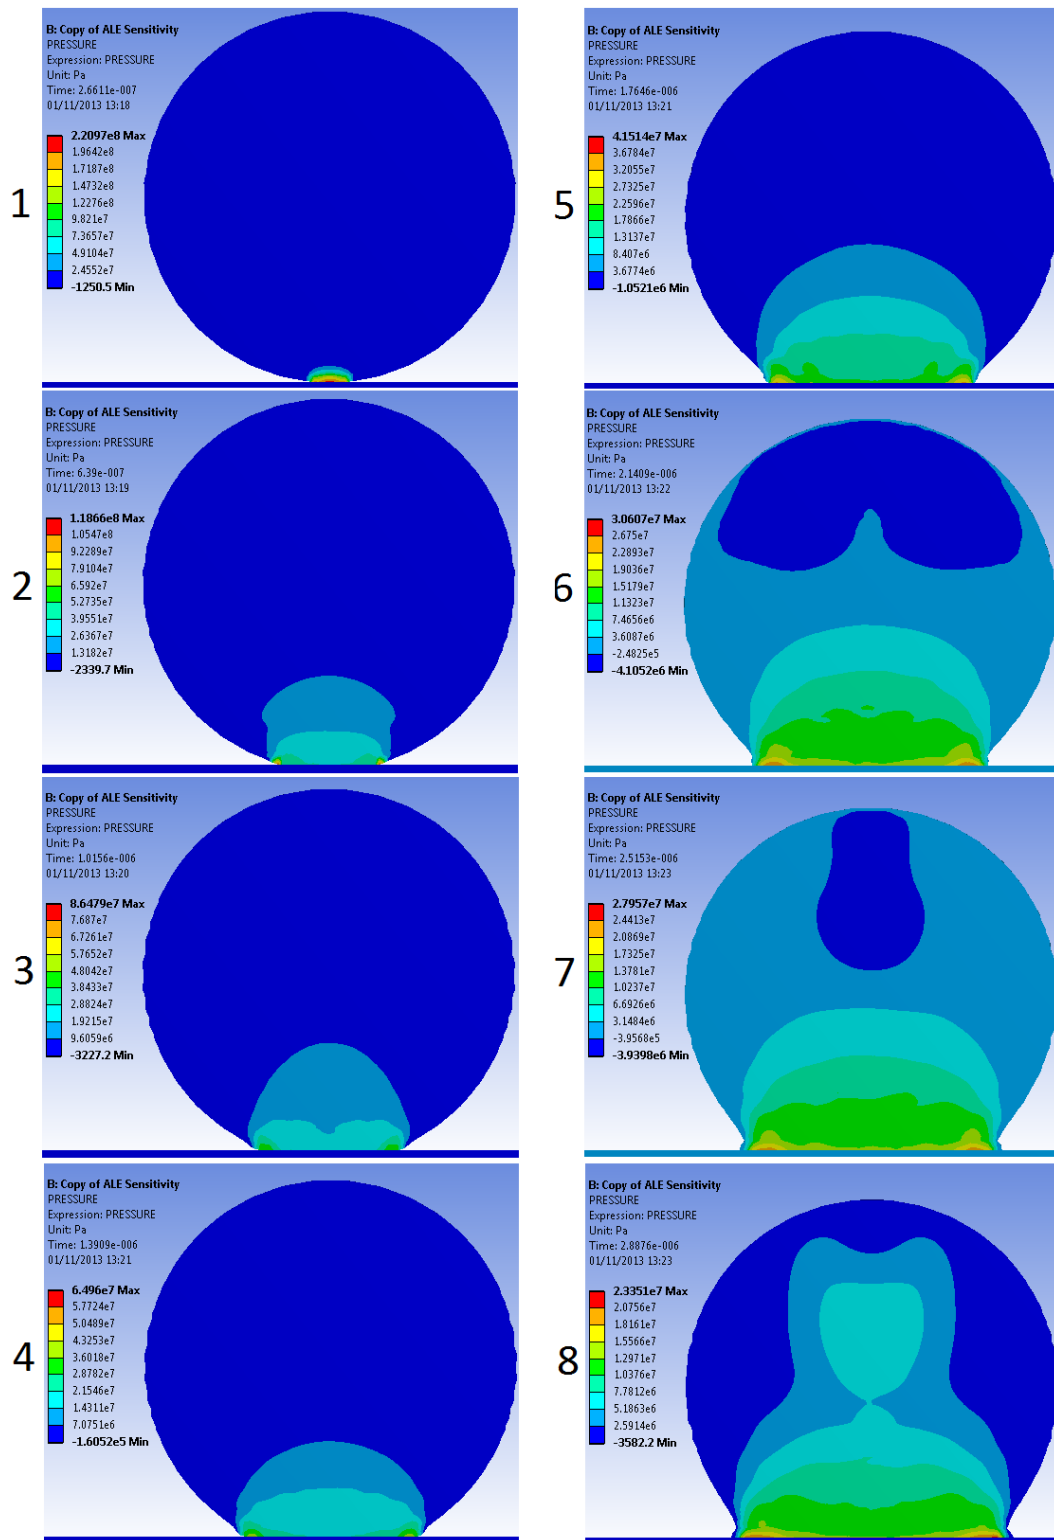 1
B: Copy of ALE Sensitivity
PRESSURE
Expression: PRESSURE
Unit: Pa
Time: 2.6611e-007
01/11/2013 13:18
2.2097e8 Max
1.9642e8
1.7187e8
1.4732e8
1.2276e8
9.821e7
7.3657e7
4.9104e7
2.4552e7
-1250.5 Min
2
B: Copy of ALE Sensitivity
PRESSURE
Expression: PRESSURE
Unit: Pa
Time: 6.39e-007
01/11/2013 13:19
1.1866e8 Max
1.0547e8
9.2289e7
7.9104e7
6.592e7
5.2735e7
3.9551e7
2.6367e7
1.3182e7
-2339.7 Min
3
B: Copy of ALE Sensitivity
PRESSURE
Expression: PRESSURE
Unit: Pa
Time: 1.0156e-006
01/11/2013 13:20
8.6479e7 Max
7.687e7
6.7261e7
5.7652e7
4.8042e7
3.8433e7
2.8824e7
1.9215e7
9.6059e6
-3227.2 Min
4
B: Copy of ALE Sensitivity
PRESSURE
Expression: PRESSURE
Unit: Pa
Time: 1.3909e-006
01/11/2013 13:21
6.496e7 Max
5.7724e7
5.0489e7
4.3253e7
3.6018e7
2.8782e7
2.1546e7
1.4311e7
7.0751e6
-1.6052e5 Min
5
B: Copy of ALE Sensitivity
PRESSURE
Expression: PRESSURE
Unit: Pa
Time: 1.7646e-006
01/11/2013 13:21
4.1514e7 Max
3.6784e7
3.2055e7
2.7325e7
2.2596e7
1.7866e7
1.3137e7
8.407e6
3.6774e6
-1.0521e6 Min
6
B: Copy of ALE Sensitivity
PRESSURE
Expression: PRESSURE
Unit: Pa
Time: 2.1409e-006
01/11/2013 13:22
3.0607e7 Max
2.675e7
2.2893e7
1.9036e7
1.5179e7
1.1323e7
7.4656e6
3.6087e6
-2.4825e5
-4.1052e6 Min
7
B: Copy of ALE Sensitivity
PRESSURE
Expression: PRESSURE
Unit: Pa
Time: 2.5153e-006
01/11/2013 13:23
2.7957e7 Max
2.4413e7
2.0869e7
1.7325e7
1.3781e7
1.0237e7
6.6926e6
3.1484e6
-3.9568e5
-3.9398e6 Min
8
B: Copy of ALE Sensitivity
PRESSURE
Expression: PRESSURE
Unit: Pa
Time: 2.8876e-006
01/11/2013 13:23
2.3351e7 Max
2.0756e7
1.8161e7
1.5566e7
1.2971e7
1.0376e7
7.7812e6
5.1863e6
2.5914e6
-3582.2 Min